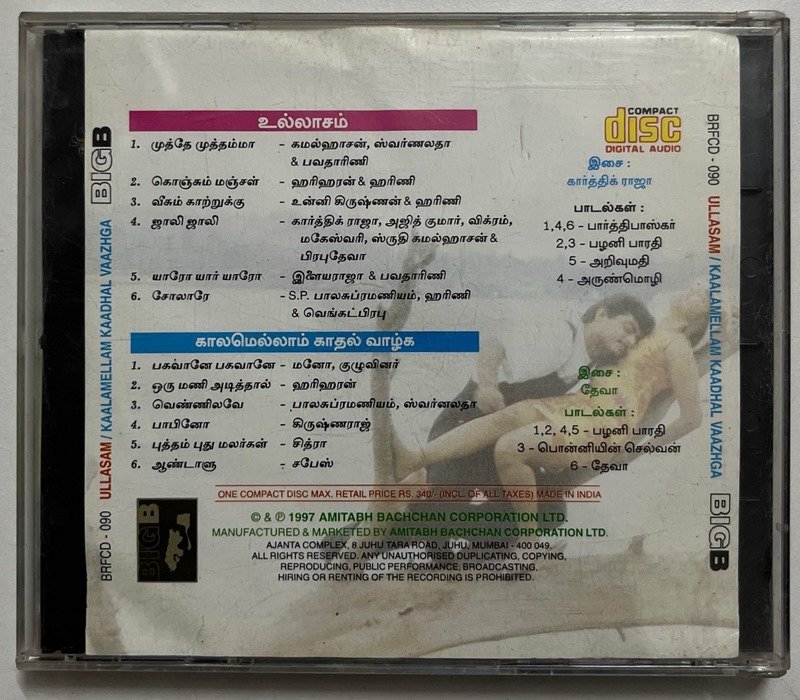 உல்லாசம்
1. முத்தே முத்தம்மா - கமல்ஹாசன், ஸ்வர்ணலதா
& பவதாரிணி
2. கொஞ்சும் மஞ்சள் - ஹரிஹரன் & ஹரிணி
3. வீசும் காற்றுக்கு - உன்னி கிருஷ்ணன் & ஹரிணி
4. ஜாலி ஜாலி - கார்த்திக் ராஜா, அஜித் குமார், விக்ரம்,
மகேஸ்வரி, ஸ்ருதி கமல்ஹாசன் &
பிரபுதேவா
5. யாரோ யார் யாரோ - இளையராஜா & பவதாரிணி
6. சோலாரே - S.P. பாலசுப்ரமணியம், ஹரிணி
& வெங்கட்பிரபு
COMPACT
disc
DIGITAL AUDIO
இசை :
கார்த்திக் ராஜா
பாடல்கள் :
1,4,6 - பார்த்திபாஸ்கர்
2,3 - பழனி பாரதி
5 - அறிவுமதி
4 - அருண்மொழி
காலமெல்லாம் காதல் வாழ்க
1. பகவானே பகவானே - மனோ, குழுவினர்
2. ஒரு மணி அடித்தால் - ஹரிஹரன்
3. வெண்ணிலவே - பாலசுப்ரமணியம், ஸ்வர்னலதா
4. பாபினோ - கிருஷ்ணராஜ்
5. புத்தம் புது மலர்கள் - சித்ரா
6. ஆண்டாளு - சபேஸ்
இசை :
தேவா
பாடல்கள் :
1,2, 4,5 - பழனி பாரதி
3 - பொன்னியின் செல்வன்
6 - தேவா
ONE COMPACT DISC MAX. RETAIL PRICE RS. 340/- (INCL. OF ALL TAXES) MADE IN INDIA
© & ℗ 1997 AMITABH BACHCHAN CORPORATION LTD.
MANUFACTURED & MARKETED BY AMITABH BACHCHAN CORPORATION LTD.
AJANTA COMPLEX, 8 JUHU TARA ROAD, JUHU, MUMBAI - 400 049.
ALL RIGHTS RESERVED. ANY UNAUTHORISED DUPLICATING, COPYING,
REPRODUCING, PUBLIC PERFORMANCE, BROADCASTING.
HIRING OR RENTING OF THE RECORDING IS PROHIBITED.
BIGB
BRFCD - 090 ULLASAM / KAALAMELLAM KAADHAL VAAZHGA BIGB
BRFCD - 090 ULLASAM / KAALAMELLAM KAADHAL VAAZHGA BIGB